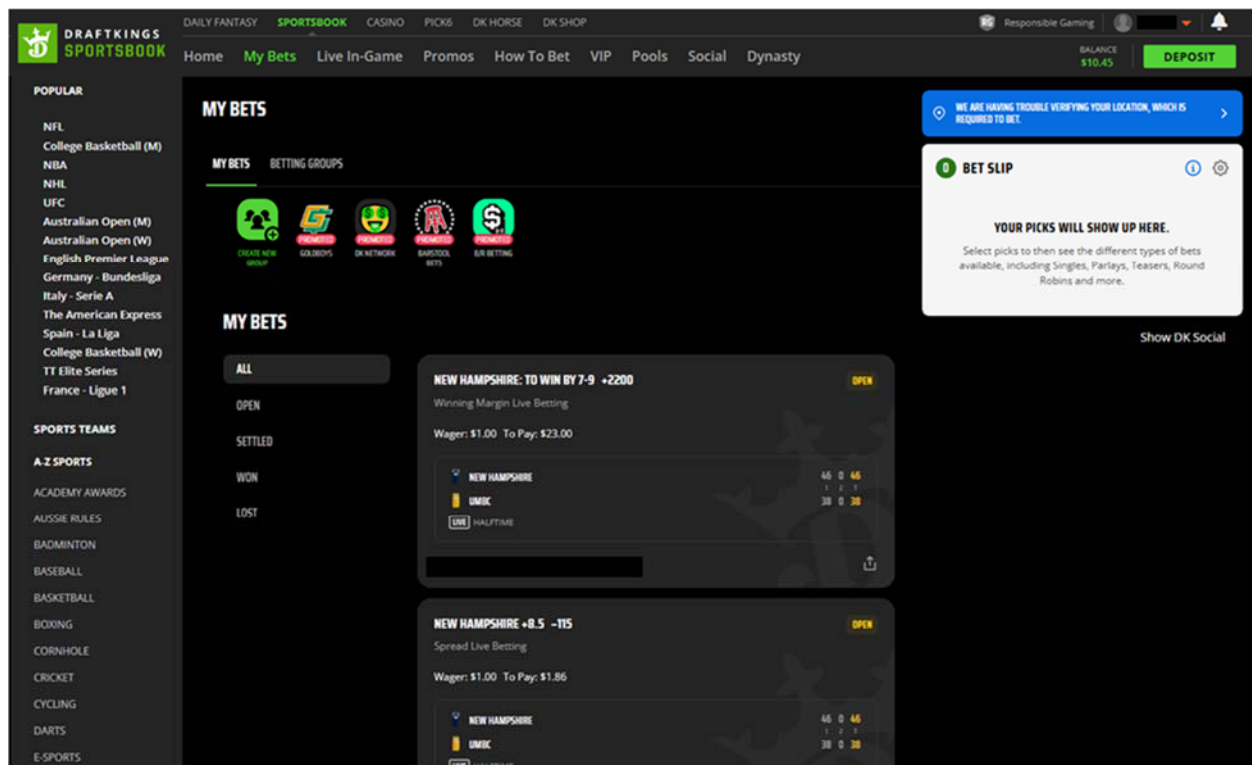 DRAFTKINGS
SPORTSBOOK
DAILY FANTASY SPORTSBOOK CASINO PICK6 DK HORSE DK SHOP
Responsible Gaming
Home My Bets Live In-Game Promos How To Bet VIP Pools Social Dynasty
BALANCE
$10.45
DEPOSIT
POPULAR
NFL
College Basketball (M)
NBA
NHL
UFC
Australian Open (M)
Australian Open (W)
English Premier League
Germany - Bundesliga
Italy - Serie A
The American Express
Spain - La Liga
College Basketball (W)
TT Elite Series
France - Ligue 1
SPORTS TEAMS
A-Z SPORTS
ACADEMY AWARDS
AUSSIE RULES
BADMINTON
BASEBALL
BASKETBALL
BOXING
CORNHOLE
CRICKET
CYCLING
DARTS
E-SPORTS
MY BETS
MY BETS BETTING GROUPS
CREATE NEW
GROUP
PROMOTED
GOLDBOYS
PROMOTED
DK NETWORK
PROMOTED
BARSTOOL
BETS
PROMOTED
B/R BETTING
MY BETS
ALL
OPEN
SETTLED
WON
LOST
NEW HAMPSHIRE: TO WIN BY 7-9 +2200
OPEN
Winning Margin Live Betting
Wager: $1.00 To Pay: $23.00
NEW HAMPSHIRE 46 0 46
1 2 T
UMBC 38 0 38
LIVE HALFTIME
NEW HAMPSHIRE +8.5 -115
OPEN
Spread Live Betting
Wager: $1.00 To Pay: $1.86
NEW HAMPSHIRE 46 0 46
1 2 T
UMBC 38 0 38
LIVE HALFTIME
WE ARE HAVING TROUBLE VERIFYING YOUR LOCATION, WHICH IS
REQUIRED TO BET.
0 BET SLIP
YOUR PICKS WILL SHOW UP HERE.
Select picks to then see the different types of bets
available, including Singles, Parlays, Teasers, Round
Robins and more.
Show DK Social